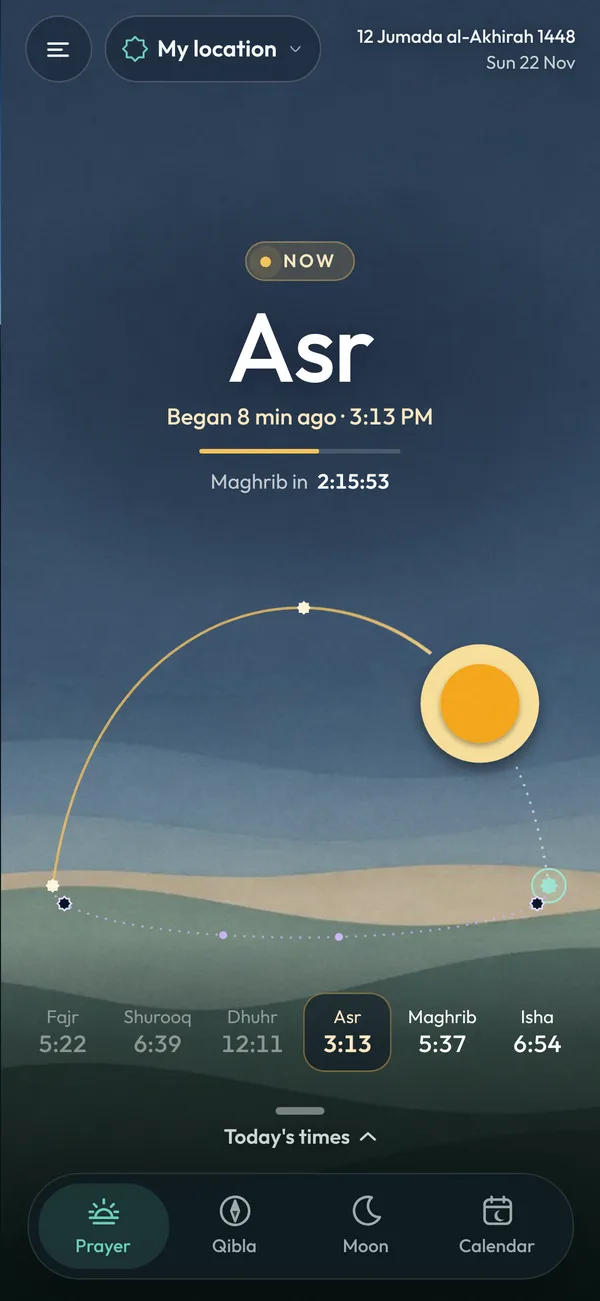 My location
12 Jumada al-Akhirah 1448
Sun 22 Nov
NOW
Asr
Began 8 min ago · 3:13 PM
Maghrib in 2:15:53
Fajr Shurooq Dhuhr Asr Maghrib Isha
5:22 6:39 12:11 3:13 5:37 6:54
Today's times
Prayer Qibla Moon Calendar